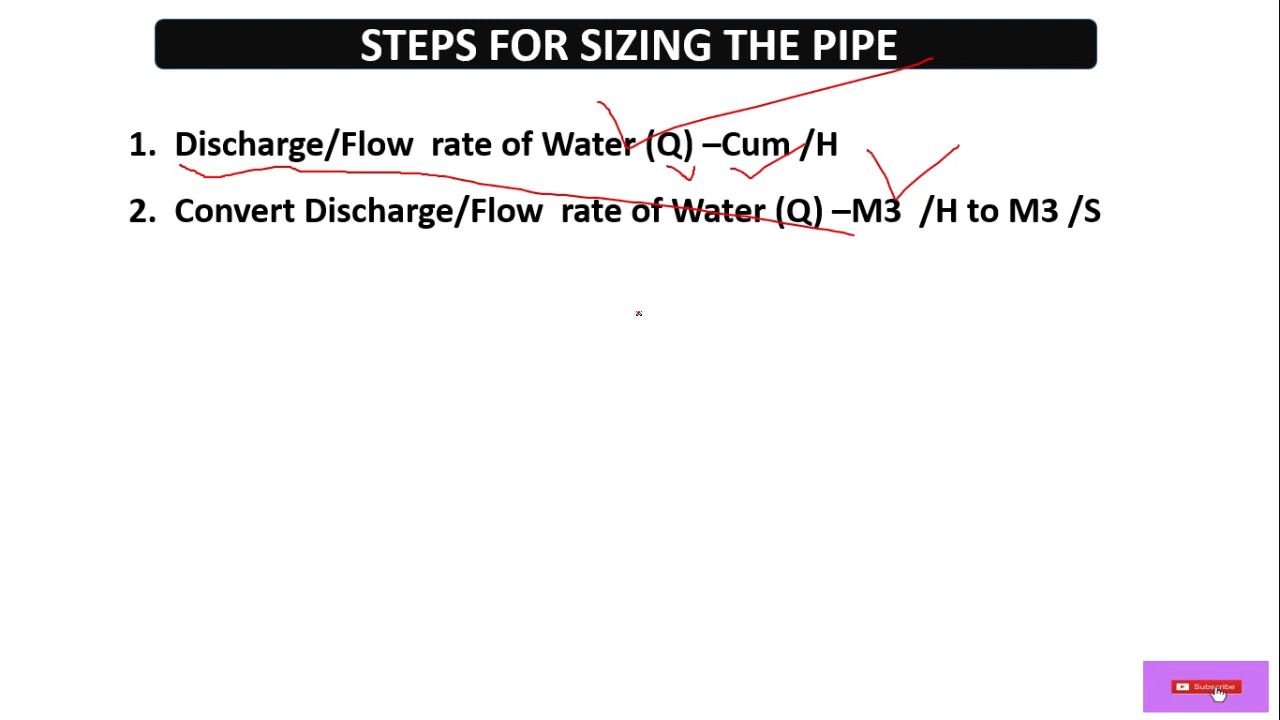 STEPS FOR SIZING THE PIPE
1. Discharge/Flow rate of Water (Q) –Cum /H
2. Convert Discharge/Flow rate of Water (Q) –M3 /H to M3 /S
Subscribe